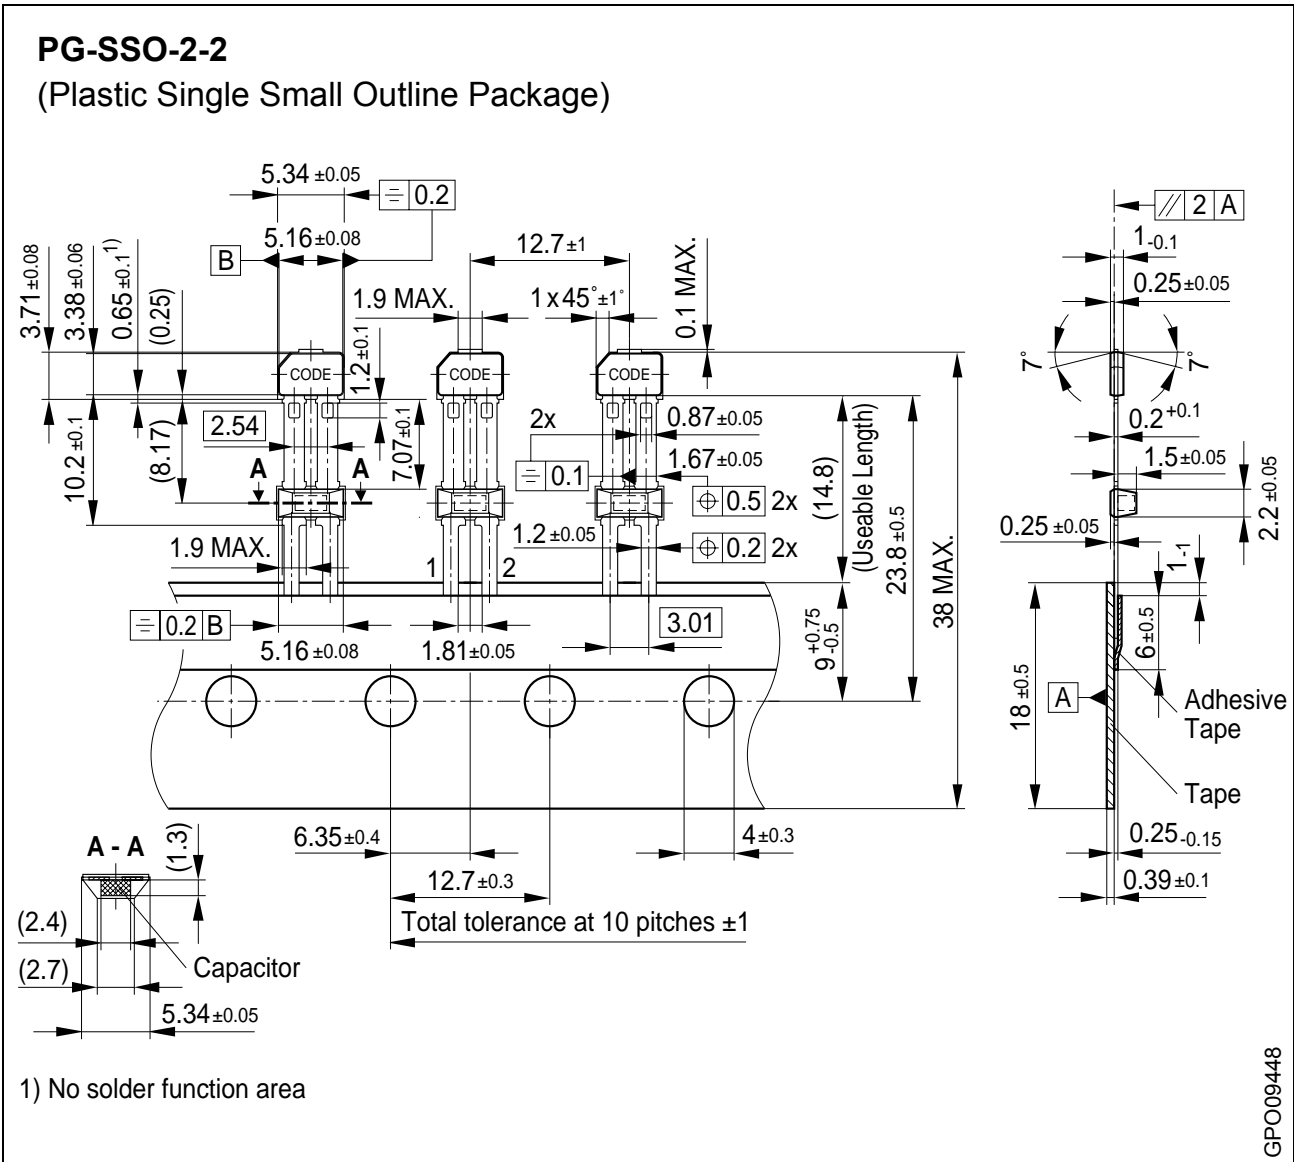 PG-SSO-2-2
(Plastic Single Small Outline Package)
5.34 ±0.05
⌯ 0.2
5.16±0.08
B
12.7±1
// 2 A
1 -0.1
0.25±0.05
3.71±0.08
3.38±0.06
0.65±0.1 1)
(0.25)
1.9 MAX.
1 x 45°±1°
0.1 MAX.
1.2±0.1
CODE
CODE
CODE
7°
7°
2.54
2x
0.87±0.05
0.2 +0.1
10.2±0.1
(8.17)
A
A
7.07±0.1
⌯ 0.1
1.67±0.05
(14.8)
(Useable Length)
23.8±0.5
38 MAX.
1.5±0.05
2.2±0.05
⌖ 0.5 2x
1.9 MAX.
1.2±0.05
⌖ 0.2 2x
0.25 ±0.05
1
2
1 -1
⌯ 0.2 B
5.16±0.08
1.81±0.05
3.01
9 +0.75 -0.5
18±0.5
6±0.5
A
Adhesive
Tape
Tape
A - A
(1.3)
6.35±0.4
4±0.3
0.25 -0.15
12.7±0.3
0.39±0.1
(2.4)
Total tolerance at 10 pitches ±1
(2.7)
Capacitor
5.34±0.05
1) No solder function area
GPO09448